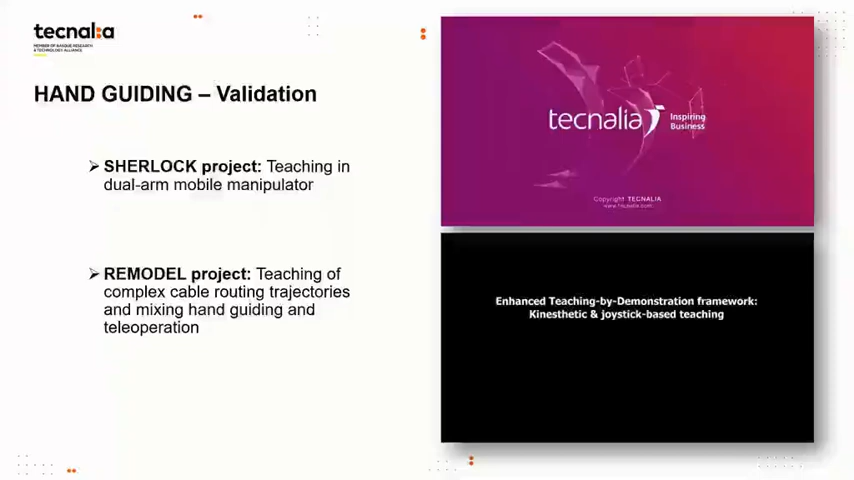 tecnalia
MEMBER OF BASQUE RESEARCH
& TECHNOLOGY ALLIANCE
HAND GUIDING – Validation
➢ SHERLOCK project: Teaching in
dual-arm mobile manipulator
➢ REMODEL project: Teaching of
complex cable routing trajectories
and mixing hand guiding and
teleoperation
tecnalia Inspiring
Business
Copyright TECNALIA
www.tecnalia.com
Enhanced Teaching-by-Demonstration framework:
Kinesthetic & joystick-based teaching